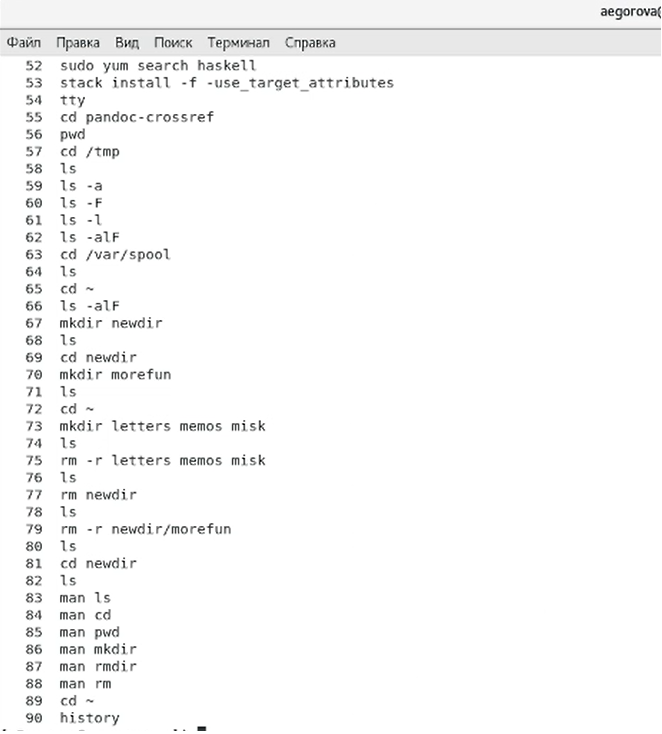 aegorova@
Файл Правка Вид Поиск Терминал Справка
52 sudo yum search haskell
53 stack install -f -use_target_attributes
54 tty
55 cd pandoc-crossref
56 pwd
57 cd /tmp
58 ls
59 ls -a
60 ls -F
61 ls -l
62 ls -alF
63 cd /var/spool
64 ls
65 cd ~
66 ls -alF
67 mkdir newdir
68 ls
69 cd newdir
70 mkdir morefun
71 ls
72 cd ~
73 mkdir letters memos misk
74 ls
75 rm -r letters memos misk
76 ls
77 rm newdir
78 ls
79 rm -r newdir/morefun
80 ls
81 cd newdir
82 ls
83 man ls
84 man cd
85 man pwd
86 man mkdir
87 man rmdir
88 man rm
89 cd ~
90 history